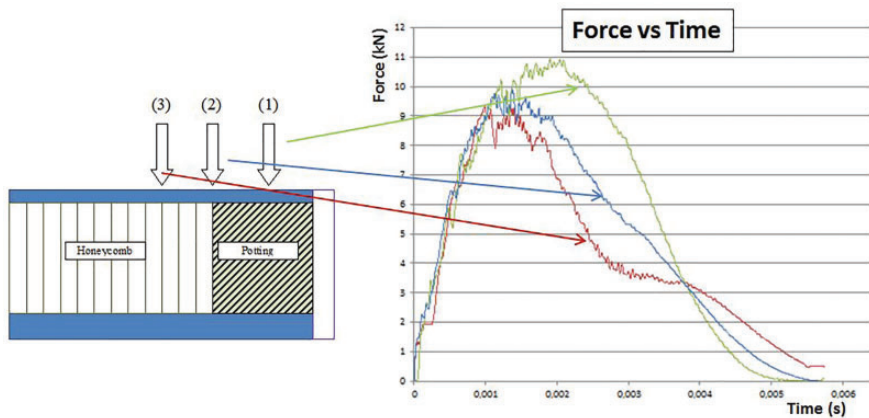 Force vs Time
Force (kN)
12
11
10
9
8
7
6
5
4
3
2
1
0
(3) (2) (1)
Honeycomb Potting
0 0,001 0,002 0,003 0,004 0,005 0,006
Time (s)